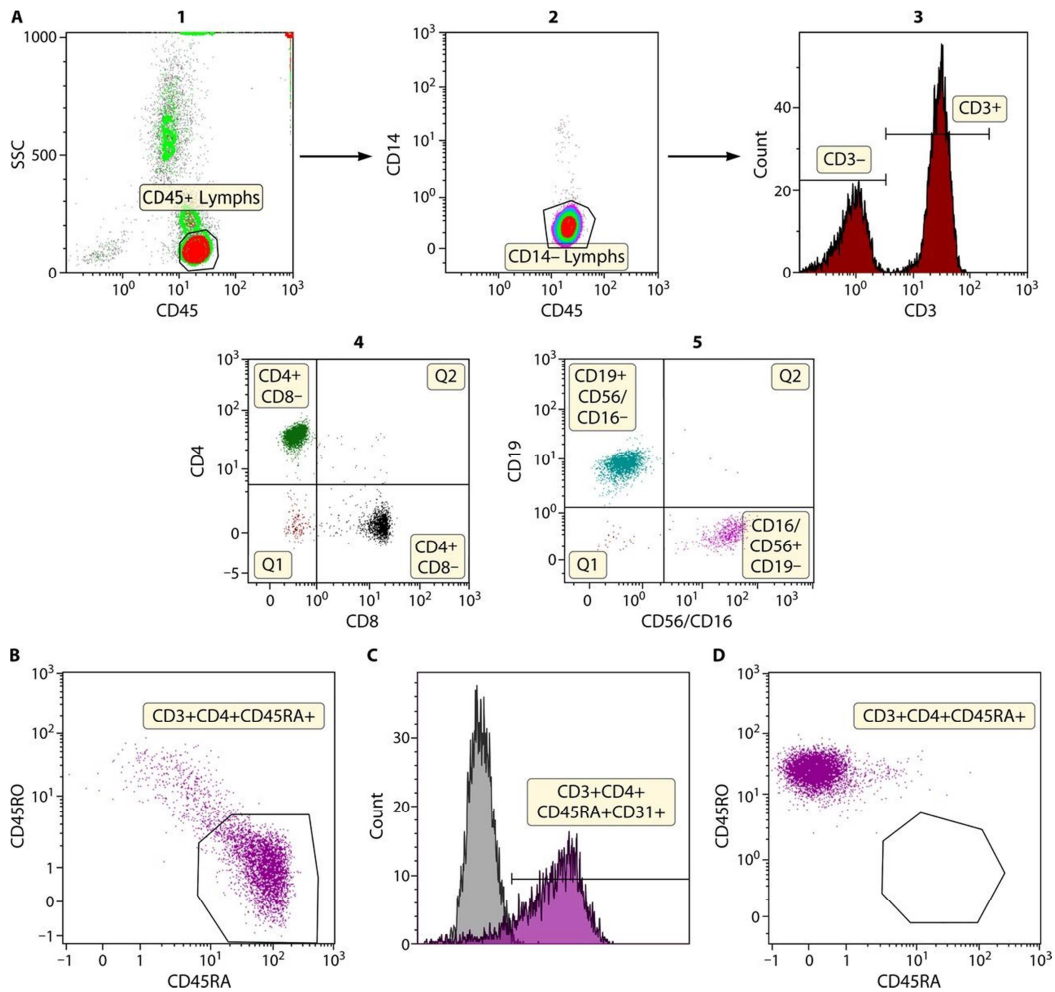 A
1
1000
500
0
SSC
CD45+ Lymphs
10⁰ 10¹ 10² 10³
CD45
2
10³
10²
10¹
10⁰
0
CD14
CD14– Lymphs
10⁰ 10¹ 10² 10³
CD45
3
40
20
0
Count
CD3+
CD3–
10⁰ 10¹ 10² 10³
CD3
4
10³
10²
10¹
0
–5
CD4
CD4+
CD8–
Q2
Q1
CD4+
CD8–
0 10⁰ 10¹ 10² 10³
CD8
5
10³
10²
10¹
10⁰
0
CD19
CD19+
CD56/
CD16–
Q2
Q1
CD16/
CD56+
CD19–
0 10⁰ 10¹ 10² 10³
CD56/CD16
B
10³
10²
10¹
1
0
–1
CD45RO
CD3+CD4+CD45RA+
–1 0 1 10¹ 10² 10³
CD45RA
C
30
20
10
0
Count
CD3+CD4+
CD45RA+CD31+
D
10³
10²
10¹
10⁰
0
CD45RO
CD3+CD4+CD45RA+
–1 0 1 10¹ 10² 10³
CD45RA